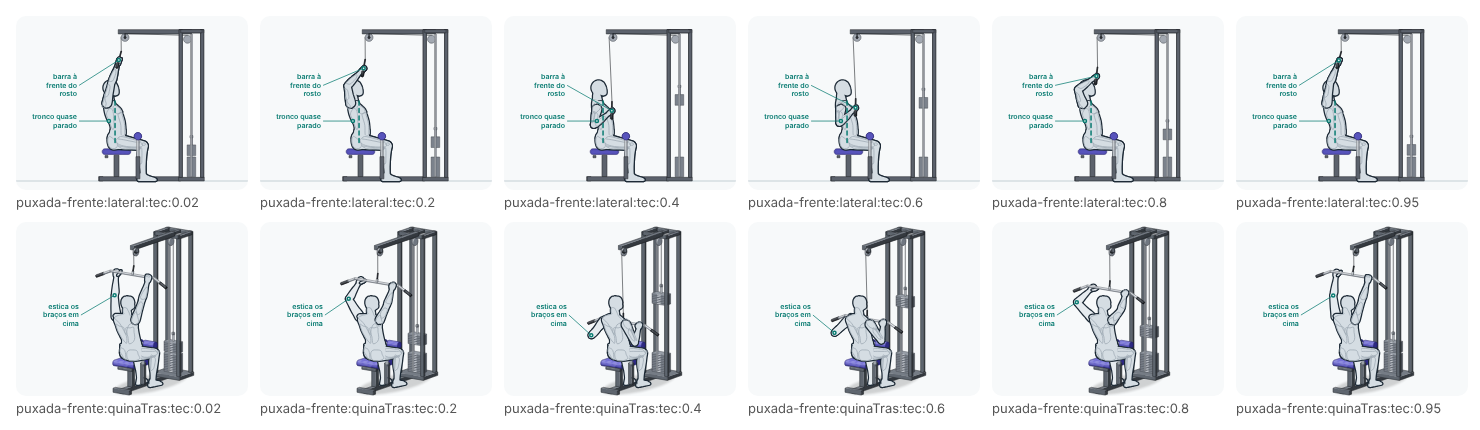 barra à
frente do
rosto
tronco quase
parado
puxada-frente:lateral:tec:0.02
barra à
frente do
rosto
tronco quase
parado
puxada-frente:lateral:tec:0.2
barra à
frente do
rosto
tronco quase
parado
puxada-frente:lateral:tec:0.4
barra à
frente do
rosto
tronco quase
parado
puxada-frente:lateral:tec:0.6
barra à
frente do
rosto
tronco quase
parado
puxada-frente:lateral:tec:0.8
barra à
frente do
rosto
tronco quase
parado
puxada-frente:lateral:tec:0.95
estica os
braços em
cima
puxada-frente:quinaTras:tec:0.02
estica os
braços em
cima
puxada-frente:quinaTras:tec:0.2
estica os
braços em
cima
puxada-frente:quinaTras:tec:0.4
estica os
braços em
cima
puxada-frente:quinaTras:tec:0.6
estica os
braços em
cima
puxada-frente:quinaTras:tec:0.8
estica os
braços em
cima
puxada-frente:quinaTras:tec:0.95